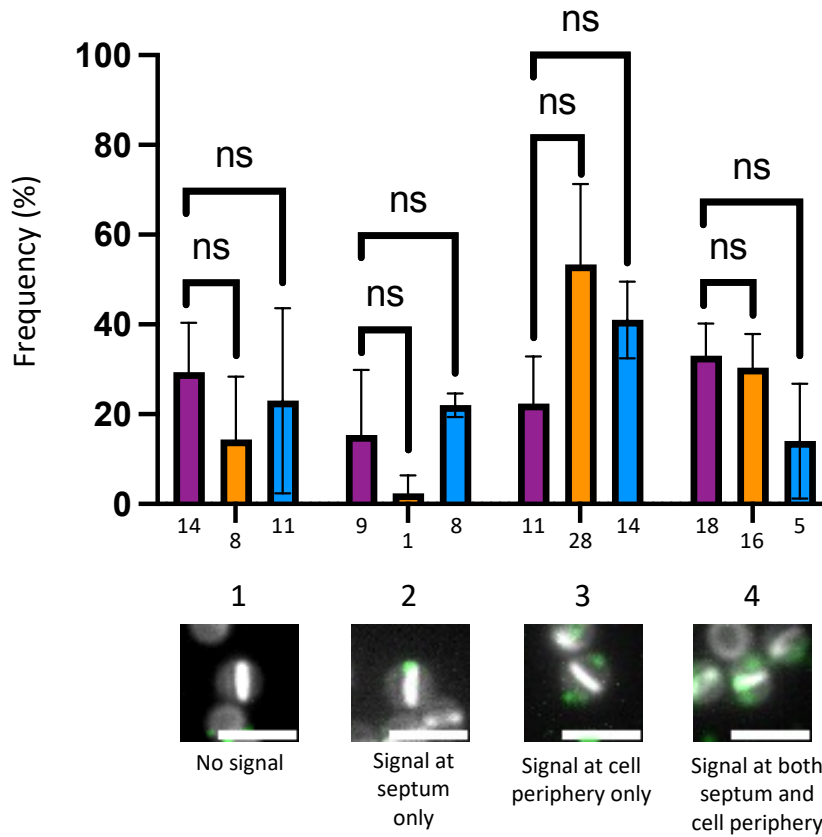 ns
100
ns
80
ns
ns
ns
60
ns
ns
ns
40
20
0
Frequency (%)
14 11 9 8 11 14 18 5
8 1 28 16
1 2 3 4
No signal
Signal at
septum
only
Signal at cell
periphery only
Signal at both
septum and
cell periphery